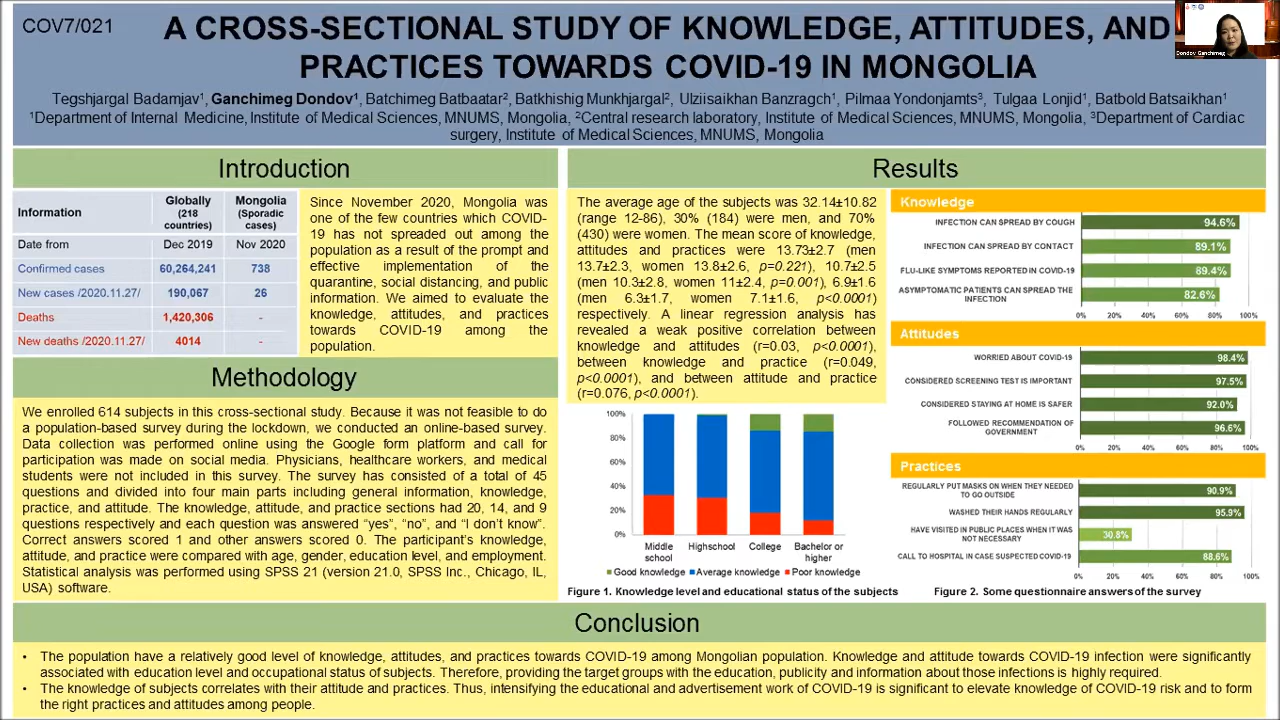 COV7/021
A CROSS-SECTIONAL STUDY OF KNOWLEDGE, ATTITUDES, AND
PRACTICES TOWARDS COVID-19 IN MONGOLIA
Tegshjargal Badamjav¹, Ganchimeg Dondov¹, Batchimeg Batbaatar², Batkhishig Munkhjargal², Ulziisaikhan Banzragch¹, Pilmaa Yondonjamts³, Tulgaa Lonjid¹, Batbold Batsaikhan¹
¹Department of Internal Medicine, Institute of Medical Sciences, MNUMS, Mongolia, ²Central research laboratory, Institute of Medical Sciences, MNUMS, Mongolia, ³Department of Cardiac
surgery, Institute of Medical Sciences, MNUMS, Mongolia
Dondov Ganchimeg
Introduction
Information
Globally
(218
countries)
Mongolia
(Sporadic
cases)
Date from Dec 2019 Nov 2020
Confirmed cases 60,264,241 738
New cases /2020.11.27/ 190,067 26
Deaths 1,420,306 -
New deaths /2020.11.27/ 4014 -
Since November 2020, Mongolia was
one of the few countries which COVID-
19 has not spreaded out among the
population as a result of the prompt and
effective implementation of the
quarantine, social distancing, and public
information. We aimed to evaluate the
knowledge, attitudes, and practices
towards COVID-19 among the
population.
Methodology
We enrolled 614 subjects in this cross-sectional study. Because it was not feasible to do
a population-based survey during the lockdown, we conducted an online-based survey.
Data collection was performed online using the Google form platform and call for
participation was made on social media. Physicians, healthcare workers, and medical
students were not included in this survey. The survey has consisted of a total of 45
questions and divided into four main parts including general information, knowledge,
practice, and attitude. The knowledge, attitude, and practice sections had 20, 14, and 9
questions respectively and each question was answered “yes”, “no”, and “I don’t know”.
Correct answers scored 1 and other answers scored 0. The participant's knowledge,
attitude, and practice were compared with age, gender, education level, and employment.
Statistical analysis was performed using SPSS 21 (version 21.0, SPSS Inc., Chicago, IL,
USA) software.
Results
The average age of the subjects was 32.14±10.82
(range 12-86), 30% (184) were men, and 70%
(430) were women. The mean score of knowledge,
attitudes and practices were 13.73±2.7 (men
13.7±2.3, women 13.8±2.6, p=0.221), 10.7±2.5
(men 10.3±2.8, women 11±2.4, p=0.001), 6.9±1.6
(men 6.3±1.7, women 7.1±1.6, p<0.0001)
respectively. A linear regression analysis has
revealed a weak positive correlation between
knowledge and attitudes (r=0.03, p<0.0001),
between knowledge and practice (r=0.049,
p<0.0001), and between attitude and practice
(r=0.076, p<0.0001).
100%
80%
60%
40%
20%
0%
Middle
school
Highschool
College
Bachelor or
higher
Good knowledge Average knowledge Poor knowledge
Figure 1. Knowledge level and educational status of the subjects
Knowledge
INFECTION CAN SPREAD BY COUGH 94.6%
INFECTION CAN SPREAD BY CONTACT 89.1%
FLU-LIKE SYMPTOMS REPORTED IN COVID-19 89.4%
ASYMPTOMATIC PATIENTS CAN SPREAD THE
INFECTION 82.6%
0% 20% 40% 60% 80% 100%
Attitudes
WORRIED ABOUT COVID-19 98.4%
CONSIDERED SCREENING TEST IS IMPORTANT 97.5%
CONSIDERED STAYING AT HOME IS SAFER 92.0%
FOLLOWED RECOMMENDATION OF
GOVERNMENT 96.6%
0% 20% 40% 60% 80% 100%
Practices
REGULARLY PUT MASKS ON WHEN THEY NEEDED
TO GO OUTSIDE 90.9%
WASHED THEIR HANDS REGULARLY 95.9%
HAVE VISITED IN PUBLIC PLACES WHEN IT WAS
NOT NECESSARY 30.8%
CALL TO HOSPITAL IN CASE SUSPECTED COVID-19 88.6%
0% 20% 40% 60% 80% 100%
Figure 2. Some questionnaire answers of the survey
Conclusion
• The population have a relatively good level of knowledge, attitudes, and practices towards COVID-19 among Mongolian population. Knowledge and attitude towards COVID-19 infection were significantly
associated with education level and occupational status of subjects. Therefore, providing the target groups with the education, publicity and information about those infections is highly required.
• The knowledge of subjects correlates with their attitude and practices. Thus, intensifying the educational and advertisement work of COVID-19 is significant to elevate knowledge of COVID-19 risk and to form
the right practices and attitudes among people.